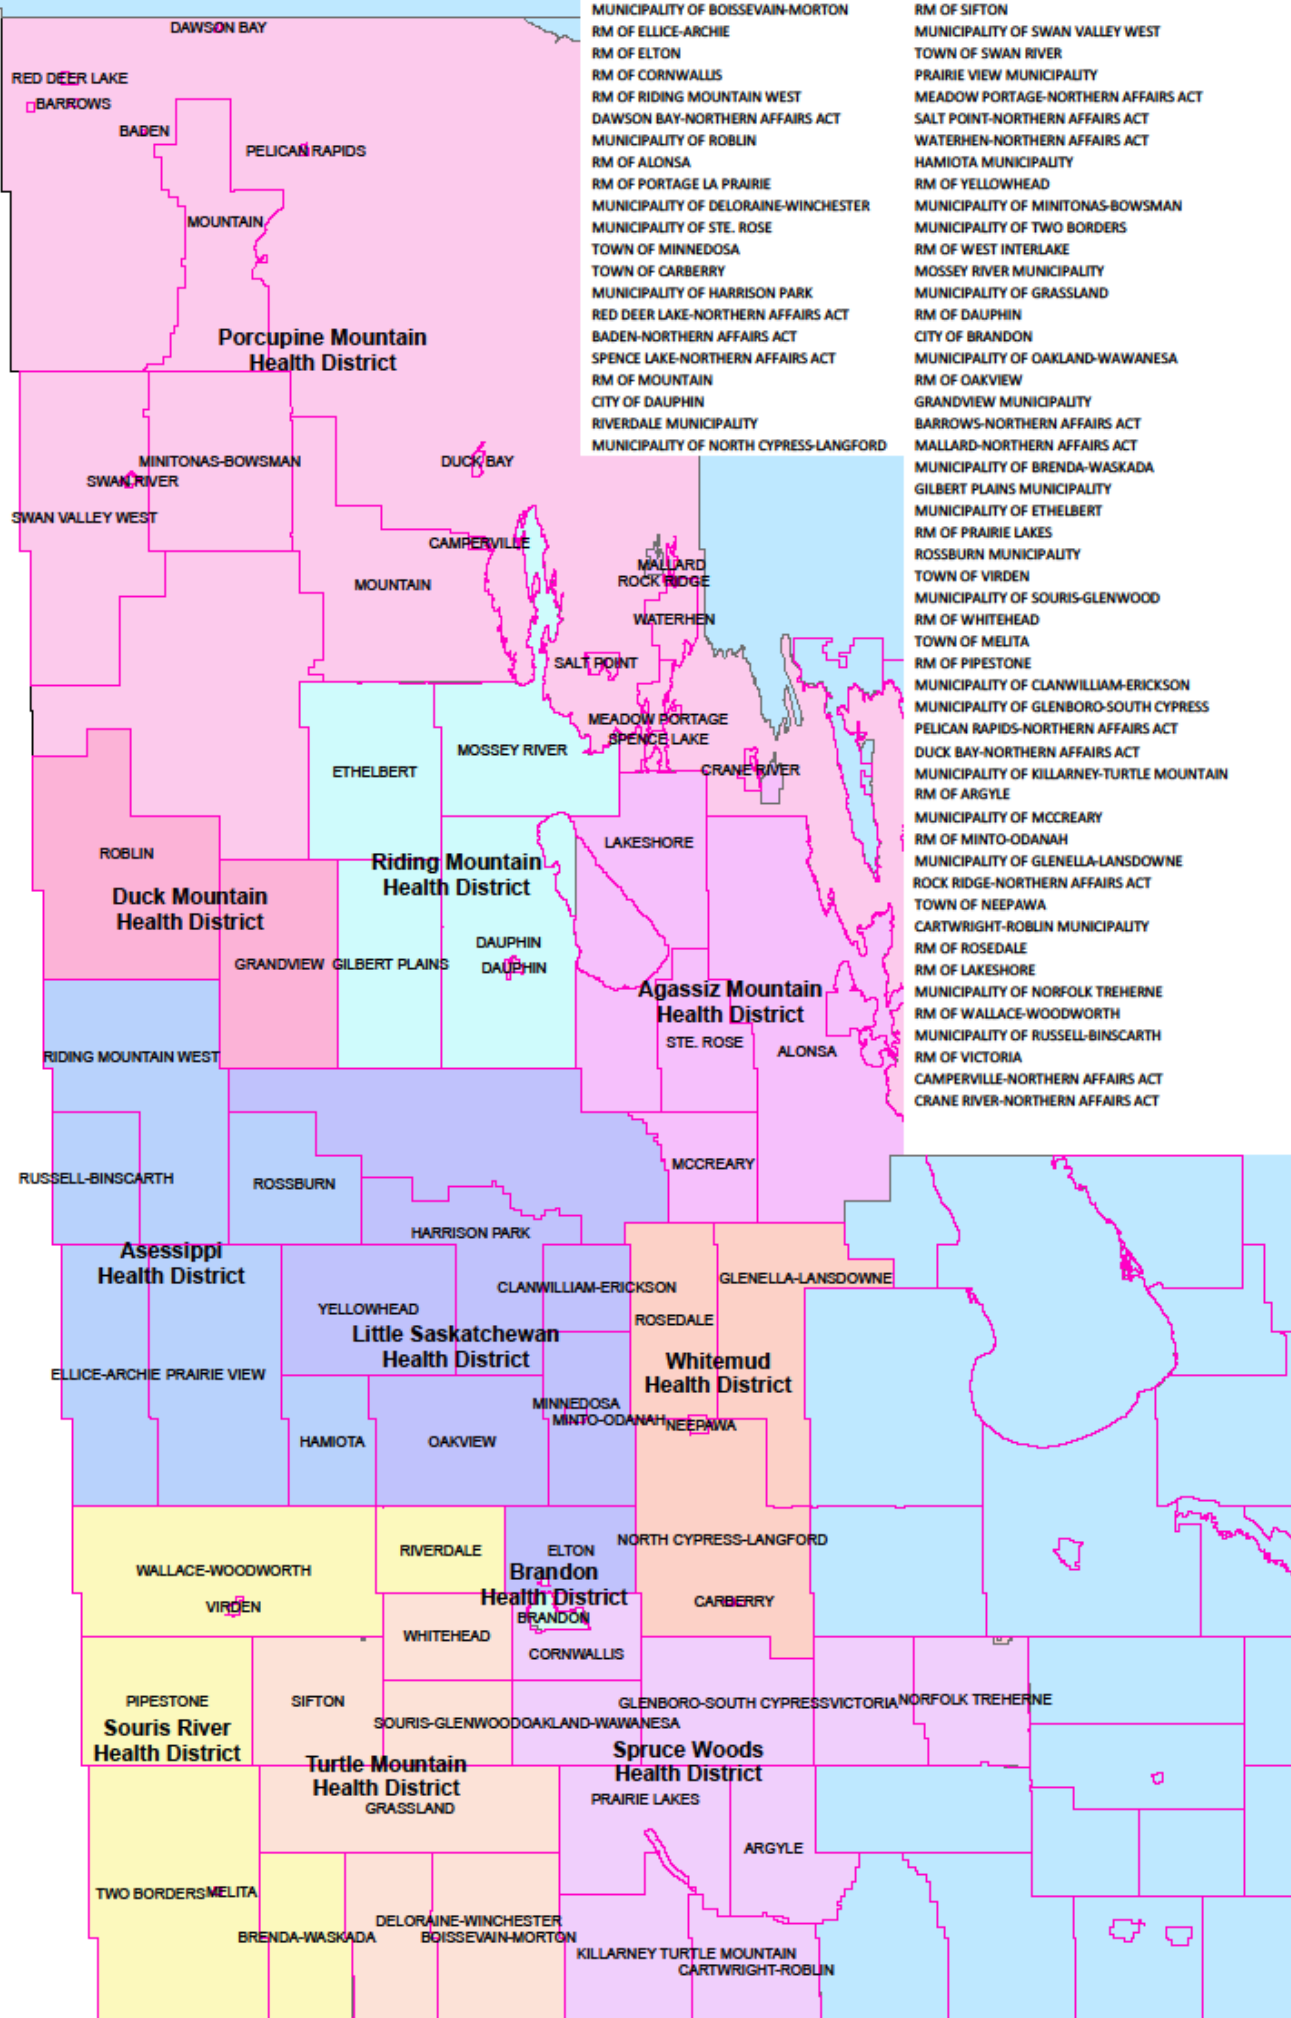 MUNICIPALITY OF BOISSEVAIN-MORTON
RM OF ELLICE-ARCHIE
RM OF ELTON
RM OF CORNWALLIS
RM OF RIDING MOUNTAIN WEST
DAWSON BAY-NORTHERN AFFAIRS ACT
MUNICIPALITY OF ROBLIN
RM OF ALONSA
RM OF PORTAGE LA PRAIRIE
MUNICIPALITY OF DELORAINE-WINCHESTER
MUNICIPALITY OF STE. ROSE
TOWN OF MINNEDOSA
TOWN OF CARBERRY
MUNICIPALITY OF HARRISON PARK
RED DEER LAKE-NORTHERN AFFAIRS ACT
BADEN-NORTHERN AFFAIRS ACT
SPENCE LAKE-NORTHERN AFFAIRS ACT
RM OF MOUNTAIN
CITY OF DAUPHIN
RIVERDALE MUNICIPALITY
MUNICIPALITY OF NORTH CYPRESS-LANGFORD
RM OF SIFTON
MUNICIPALITY OF SWAN VALLEY WEST
TOWN OF SWAN RIVER
PRAIRIE VIEW MUNICIPALITY
MEADOW PORTAGE-NORTHERN AFFAIRS ACT
SALT POINT-NORTHERN AFFAIRS ACT
WATERHEN-NORTHERN AFFAIRS ACT
HAMIOTA MUNICIPALITY
RM OF YELLOWHEAD
MUNICIPALITY OF MINITONAS-BOWSMAN
MUNICIPALITY OF TWO BORDERS
RM OF WEST INTERLAKE
MOSSEY RIVER MUNICIPALITY
MUNICIPALITY OF GRASSLAND
RM OF DAUPHIN
CITY OF BRANDON
MUNICIPALITY OF OAKLAND-WAWANESA
RM OF OAKVIEW
GRANDVIEW MUNICIPALITY
BARROWS-NORTHERN AFFAIRS ACT
MALLARD-NORTHERN AFFAIRS ACT
MUNICIPALITY OF BRENDA-WASKADA
GILBERT PLAINS MUNICIPALITY
MUNICIPALITY OF ETHELBERT
RM OF PRAIRIE LAKES
ROSSBURN MUNICIPALITY
TOWN OF VIRDEN
MUNICIPALITY OF SOURIS-GLENWOOD
RM OF WHITEHEAD
TOWN OF MELITA
RM OF PIPESTONE
MUNICIPALITY OF CLANWILLIAM-ERICKSON
MUNICIPALITY OF GLENBORO-SOUTH CYPRESS
PELICAN RAPIDS-NORTHERN AFFAIRS ACT
DUCK BAY-NORTHERN AFFAIRS ACT
MUNICIPALITY OF KILLARNEY-TURTLE MOUNTAIN
RM OF ARGYLE
MUNICIPALITY OF MCCREARY
RM OF MINTO-ODANAH
MUNICIPALITY OF GLENELLA-LANSDOWNE
ROCK RIDGE-NORTHERN AFFAIRS ACT
TOWN OF NEEPAWA
CARTWRIGHT-ROBLIN MUNICIPALITY
RM OF ROSEDALE
RM OF LAKESHORE
MUNICIPALITY OF NORFOLK TREHERNE
RM OF WALLACE-WOODWORTH
MUNICIPALITY OF RUSSELL-BINSCARTH
RM OF VICTORIA
CAMPERVILLE-NORTHERN AFFAIRS ACT
CRANE RIVER-NORTHERN AFFAIRS ACT
DAWSON BAY
RED DEER LAKE
BARROWS
BADEN
PELICAN RAPIDS
MOUNTAIN
Porcupine Mountain
Health District
MINITONAS-BOWSMAN
DUCK BAY
SWAN RIVER
SWAN VALLEY WEST
CAMPERVILLE
MALLARD
ROCK RIDGE
MOUNTAIN
WATERHEN
SALT POINT
MEADOW PORTAGE
SPENCE LAKE
MOSSEY RIVER
ETHELBERT
CRANE RIVER
LAKESHORE
ROBLIN
Riding Mountain
Health District
Duck Mountain
Health District
DAUPHIN
DAUPHIN
GRANDVIEW
GILBERT PLAINS
Agassiz Mountain
Health District
STE. ROSE
ALONSA
RIDING MOUNTAIN WEST
MCCREARY
RUSSELL-BINSCARTH
ROSSBURN
HARRISON PARK
Asessippi
Health District
GLENELLA-LANSDOWNE
CLANWILLIAM-ERICKSON
YELLOWHEAD
ROSEDALE
Little Saskatchewan
Health District
Whitemud
Health District
ELLICE-ARCHIE
PRAIRIE VIEW
MINNEDOSA
MINTO-ODANAH
NEEPAWA
HAMIOTA
OAKVIEW
NORTH CYPRESS-LANGFORD
RIVERDALE
ELTON
WALLACE-WOODWORTH
Brandon
Health District
VIRDEN
CARBERRY
BRANDON
WHITEHEAD
CORNWALLIS
PIPESTONE
SIFTON
GLENBORO-SOUTH CYPRESS
VICTORIA
NORFOLK TREHERNE
Souris River
Health District
SOURIS-GLENWOOD
OAKLAND-WAWANESA
Spruce Woods
Health District
Turtle Mountain
Health District
PRAIRIE LAKES
GRASSLAND
ARGYLE
TWO BORDERS
MELITA
DELORAINE-WINCHESTER
BRENDA-WASKADA
BOISSEVAIN-MORTON
KILLARNEY TURTLE MOUNTAIN
CARTWRIGHT-ROBLIN